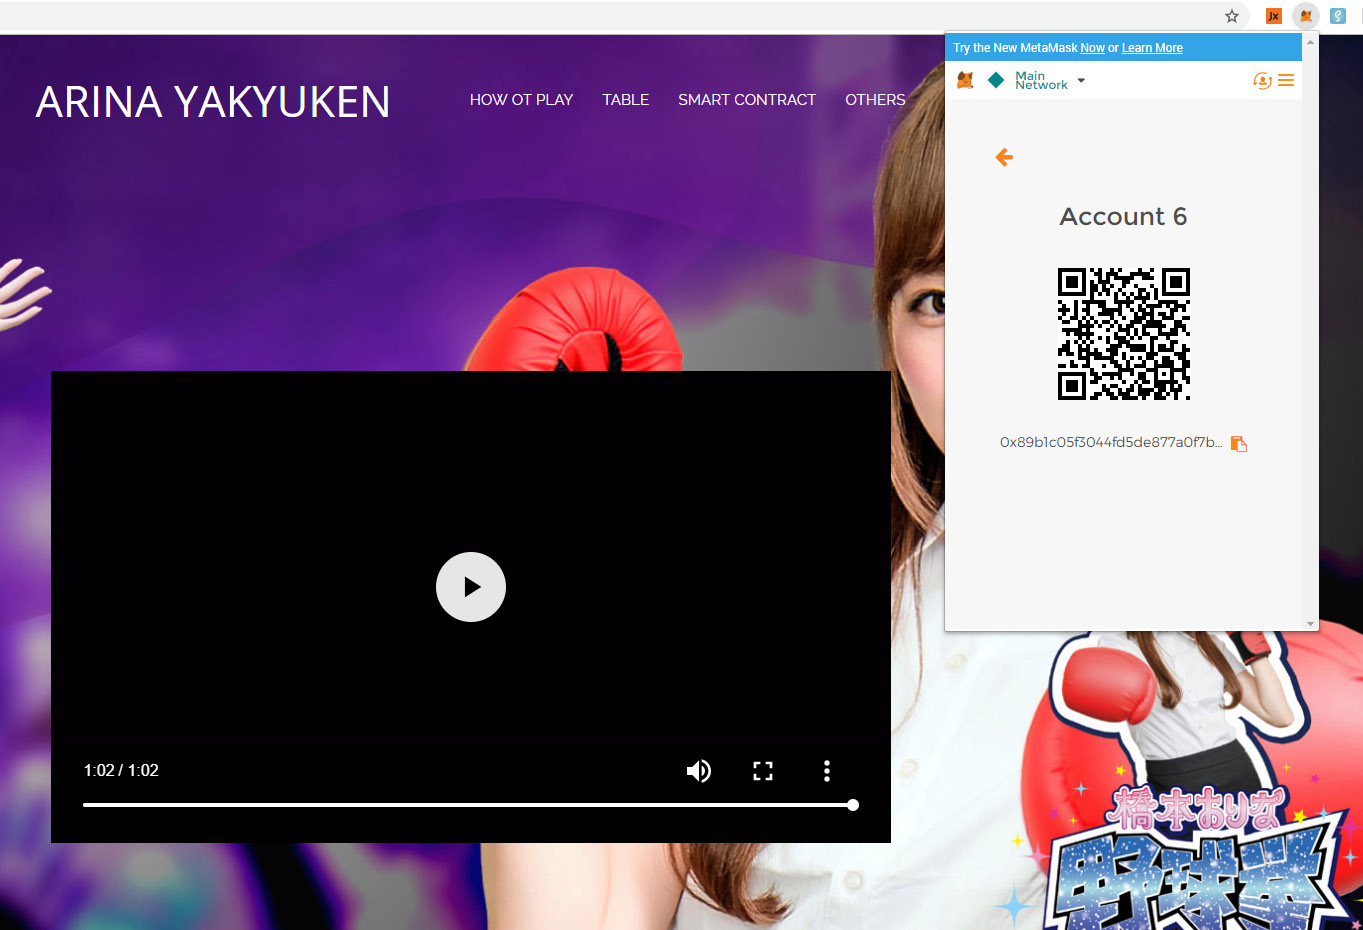 Jx
Try the New MetaMask Now or Learn More
ARINA YAKYUKEN
HOW OT PLAY
TABLE
SMART CONTRACT
OTHERS
Main
Network
Account 6
0x89b1c05f3044fd5de877a0f7b...
1:02 / 1:02
橋本ありな
野球拳